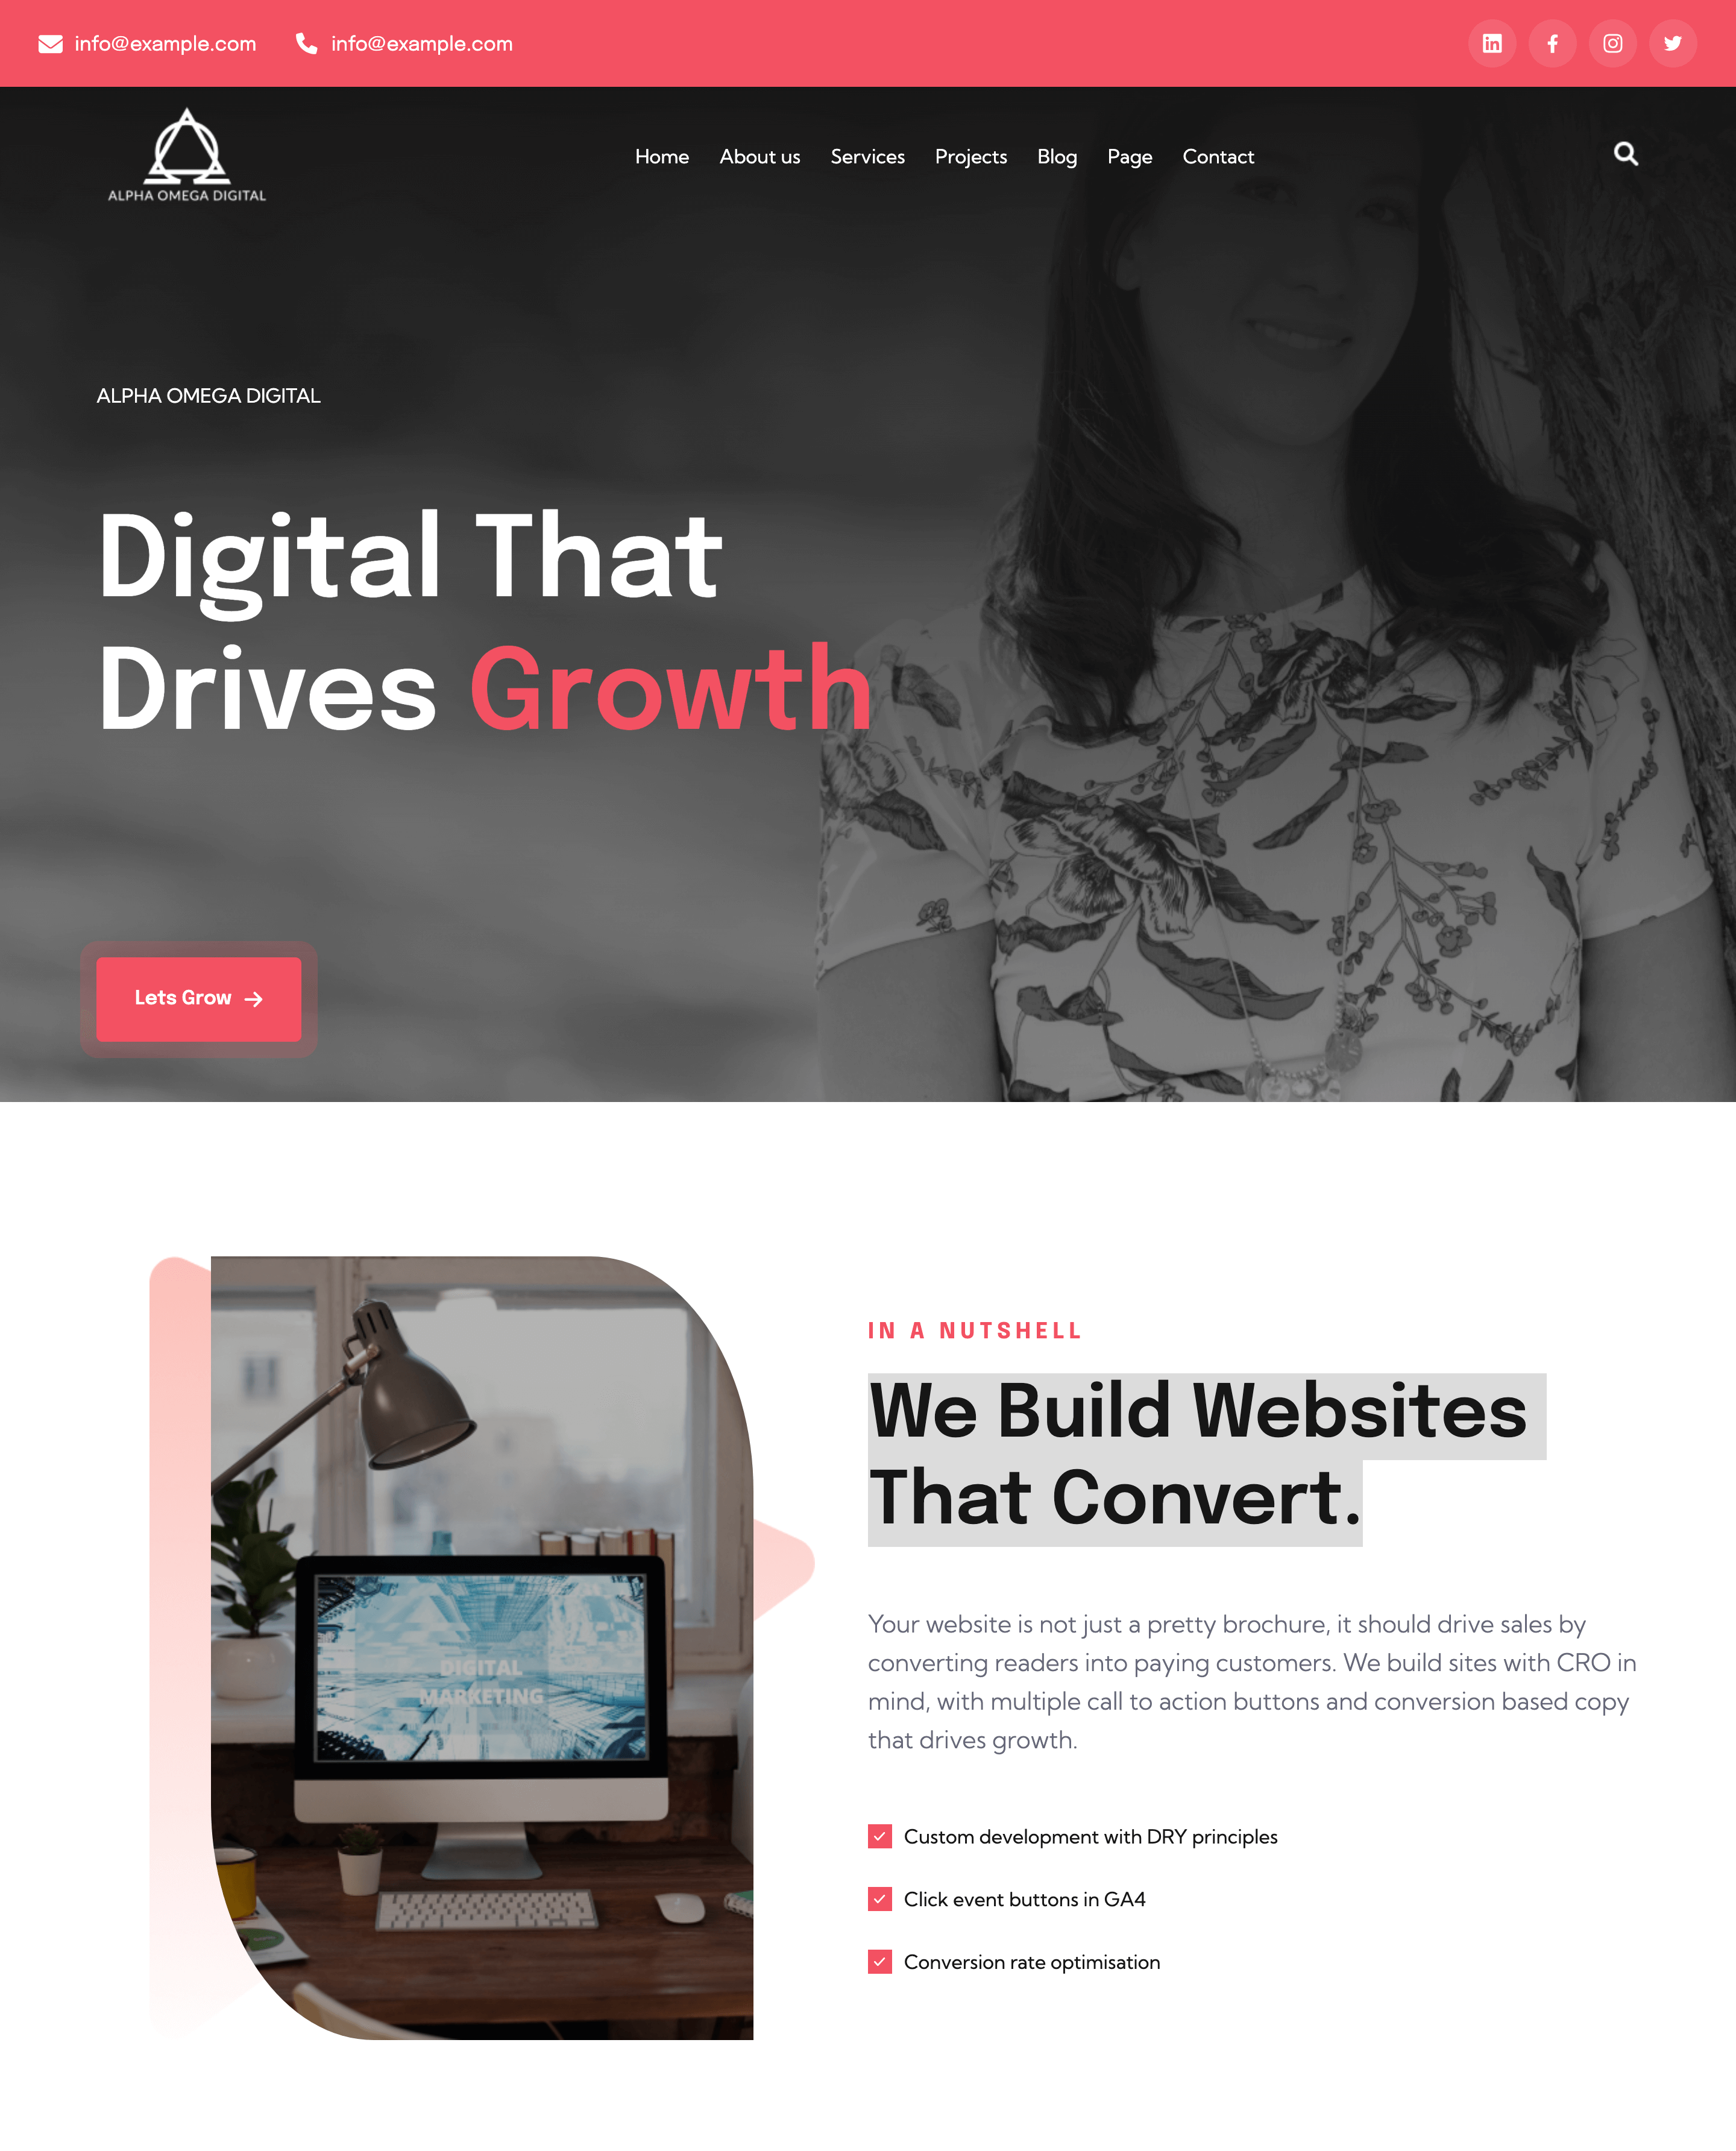 info@example.com info@example.com
ALPHA OMEGA DIGITAL
Home About us Services Projects Blog Page Contact
ALPHA OMEGA DIGITAL
Digital That
Drives Growth
Lets Grow
IN A NUTSHELL
We Build Websites
That Convert.
Your website is not just a pretty brochure, it should drive sales by
converting readers into paying customers. We build sites with CRO in
mind, with multiple call to action buttons and conversion based copy
that drives growth.
DIGITAL
MARKETING
Custom development with DRY principles
Click event buttons in GA4
Conversion rate optimisation